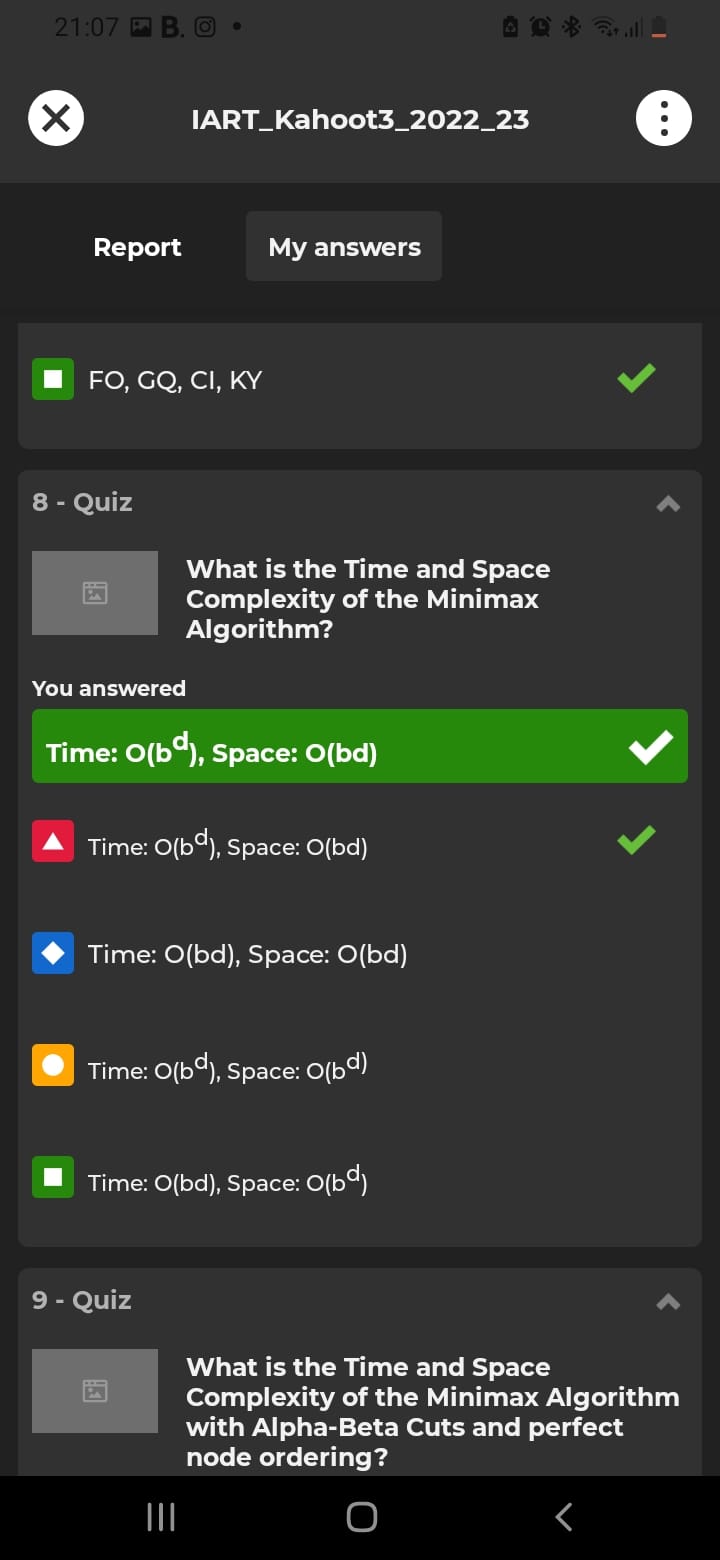 21:07 B.
IART_Kahoot3_2022_23
Report My answers
FO, GQ, CI, KY
8 - Quiz
What is the Time and Space
Complexity of the Minimax
Algorithm?
You answered
Time: O(b^d), Space: O(bd)
Time: O(b^d), Space: O(bd)
Time: O(bd), Space: O(bd)
Time: O(b^d), Space: O(b^d)
Time: O(bd), Space: O(b^d)
9 - Quiz
What is the Time and Space
Complexity of the Minimax Algorithm
with Alpha-Beta Cuts and perfect
node ordering?